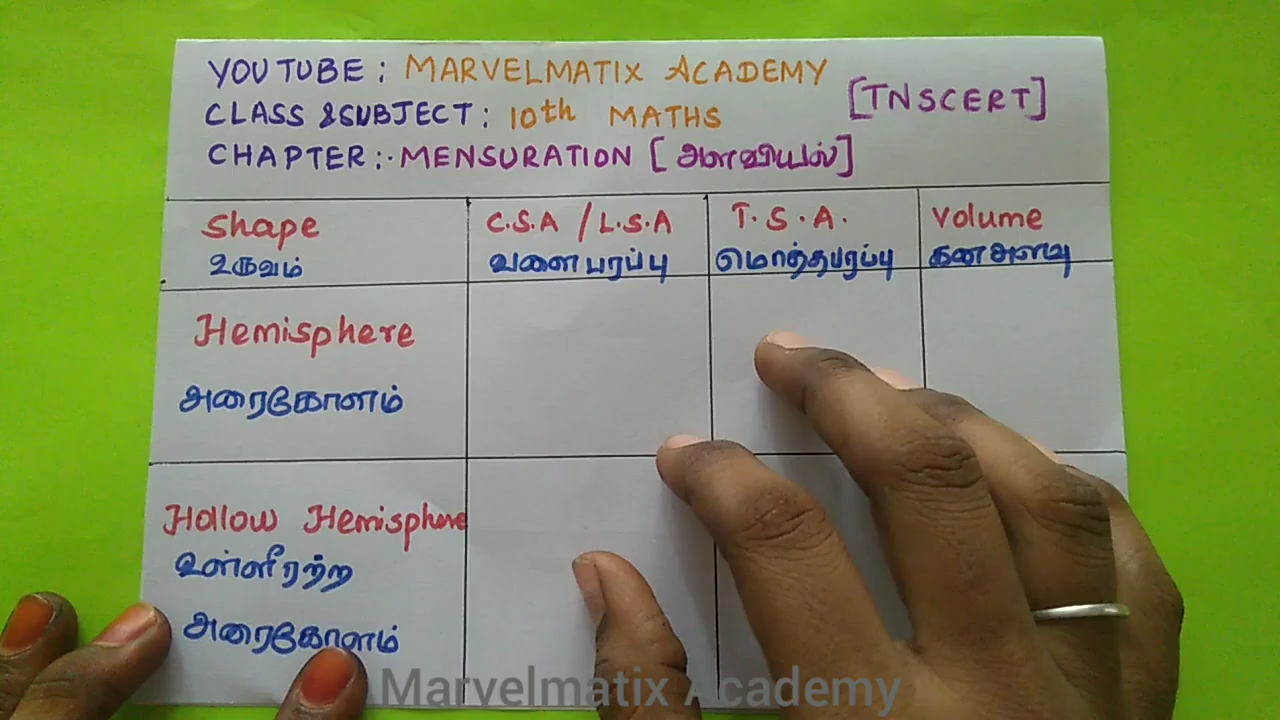 YOUTUBE : MARVELMATIX ACADEMY
CLASS & SUBJECT : 10th MATHS [TNSCERT]
CHAPTER :- MENSURATION [அளவியல்]
Shape C.S.A / L.S.A T.S.A. Volume
உருவம் வளைபரப்பு மொத்தபரப்பு கனஅளவு
Hemisphere
அரைகோளம்
Hollow Hemisphere
உள்ளீரற்ற
அரைகோளம்
Marvelmatix Academy